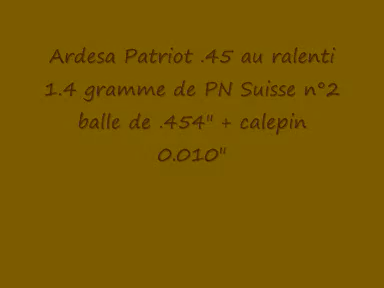 Ardesa Patriot .45 au ralenti
1.4 gramme de PN Suisse n°2
balle de .454" + calepin
0.010"